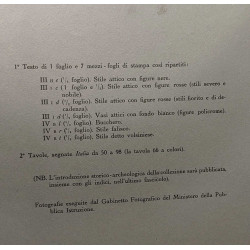 1° Testo di 1 foglio e 7 mezzi-fogli di stampa così ripartiti:
III H e (¹/₂ foglio). Stile attico con figure nere.
III I c (1 foglio e ¹/₂). Stile attico con figure rosse (stili severo e
nobile).
III I d (¹/₂ foglio). Stile attico con figure rosse (stili fiorito e di de-
cadenza).
III J d (¹/₂ foglio). Vasi attici con fondo bianco (figure policrome).
IV B (¹/₂ foglio). Bucchero.
IV (¹/₂ foglio). Stile falisco.
IV (¹/₂ foglio). Stile detto volsiniese.
2° Tavole, segnate Italia da 50 a 98 (la tavola 68 a colori).
(NB. L'introduzione storico-archeologica della collezione sarà pubblicata,
insieme con gli indici, nell'ultimo fascicolo).
Fotografie eseguite dal Gabinetto Fotografico del Ministero della Pub-
blica Istruzione.